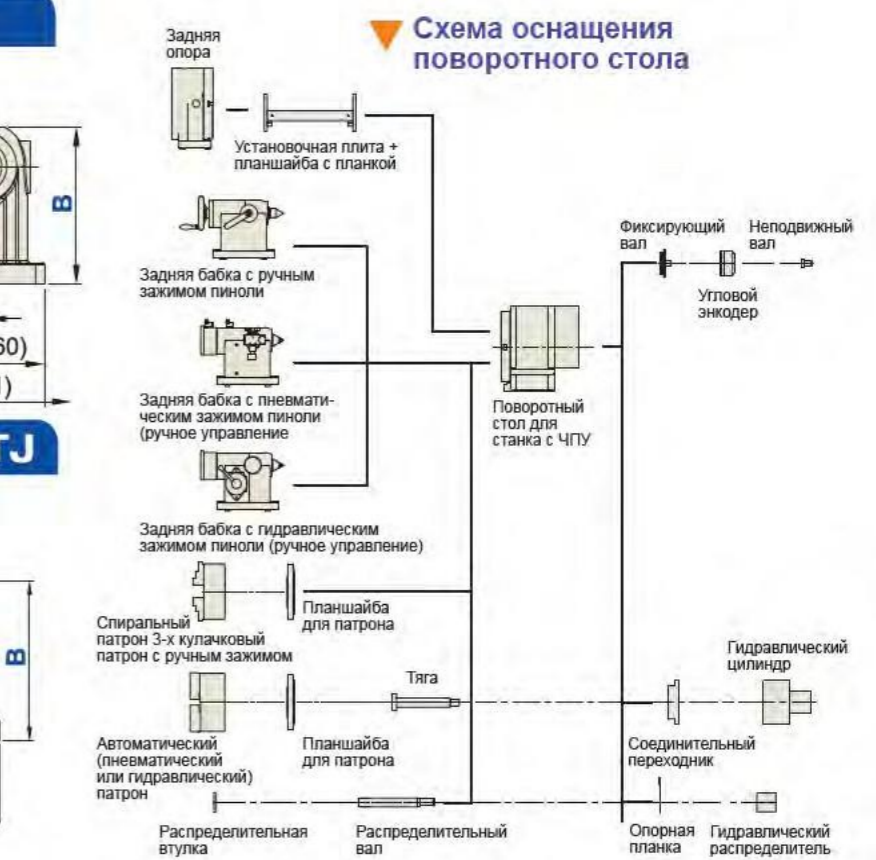 Схема оснащения
поворотного стола
Задняя
опора
Установочная плита +
планшайба с планкой
B
Фиксирующий
вал
Неподвижный
вал
Угловой
энкодер
Задняя бабка с ручным
зажимом пиноли
60)
)
Задняя бабка с пневмати-
ческим зажимом пиноли
(ручное управление
Поворотный
стол для
станка с ЧПУ
TJ
Задняя бабка с гидравлическим
зажимом пиноли (ручное управление)
Спиральный
патрон 3-х кулачковый
патрон с ручным зажимом
Планшайба
для патрона
B
Тяга
Гидравлический
цилиндр
Автоматический
(пневматический
или гидравлический)
патрон
Планшайба
для патрона
Соединительный
переходник
Распределительная
втулка
Распределительный
вал
Опорная
планка
Гидравлический
распределитель